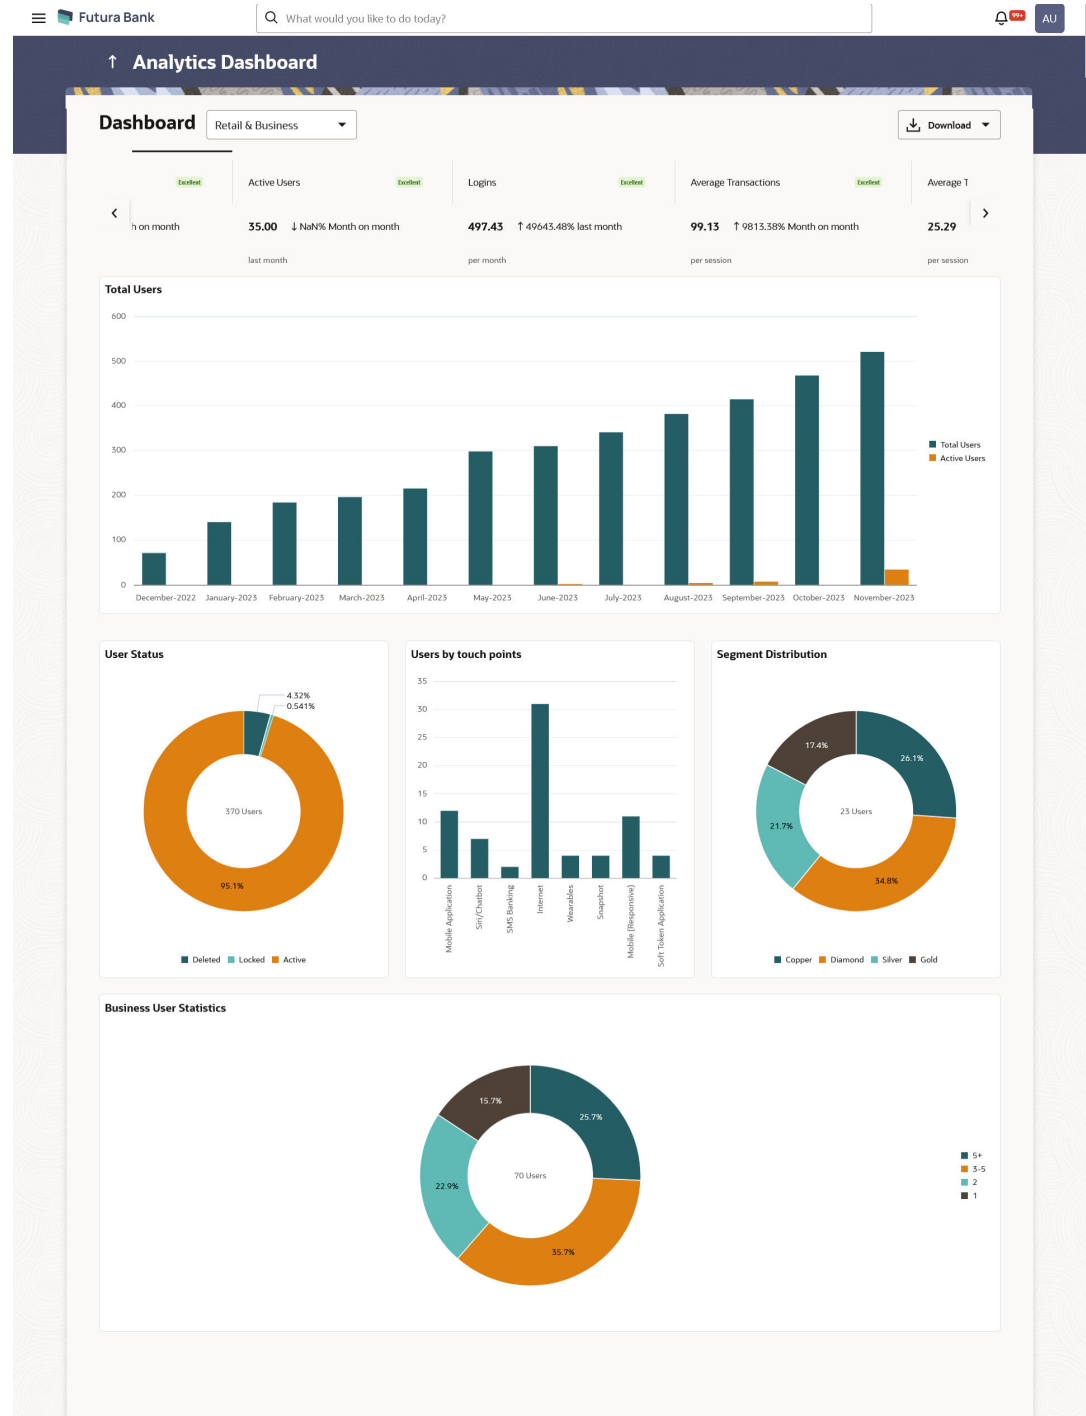 Futura Bank
What would you like to do today?
99+
AU
↑ Analytics Dashboard
Dashboard
Retail & Business
Download
Excellent
Active Users
Excellent
Logins
Excellent
Average Transactions
Excellent
Average T
h on month
35.00 ↓ NaN% Month on month
497.43 ↑ 49643.48% last month
99.13 ↑ 9813.38% Month on month
25.29
last month
per month
per session
per session
Total Users
600
500
400
300
200
100
0
December-2022 January-2023 February-2023 March-2023 April-2023 May-2023 June-2023 July-2023 August-2023 September-2023 October-2023 November-2023
Total Users
Active Users
User Status
4.32%
0.541%
370 Users
95.1%
Deleted Locked Active
Users by touch points
35
30
25
20
15
10
5
0
Mobile Application
Siri/Chatbot
SMS Banking
Internet
Wearables
Snapshot
Mobile (Responsive)
Soft Token Application
Segment Distribution
17.4%
26.1%
23 Users
21.7%
34.8%
Copper Diamond Silver Gold
Business User Statistics
15.7%
25.7%
70 Users
22.9%
35.7%
5+
3-5
2
1